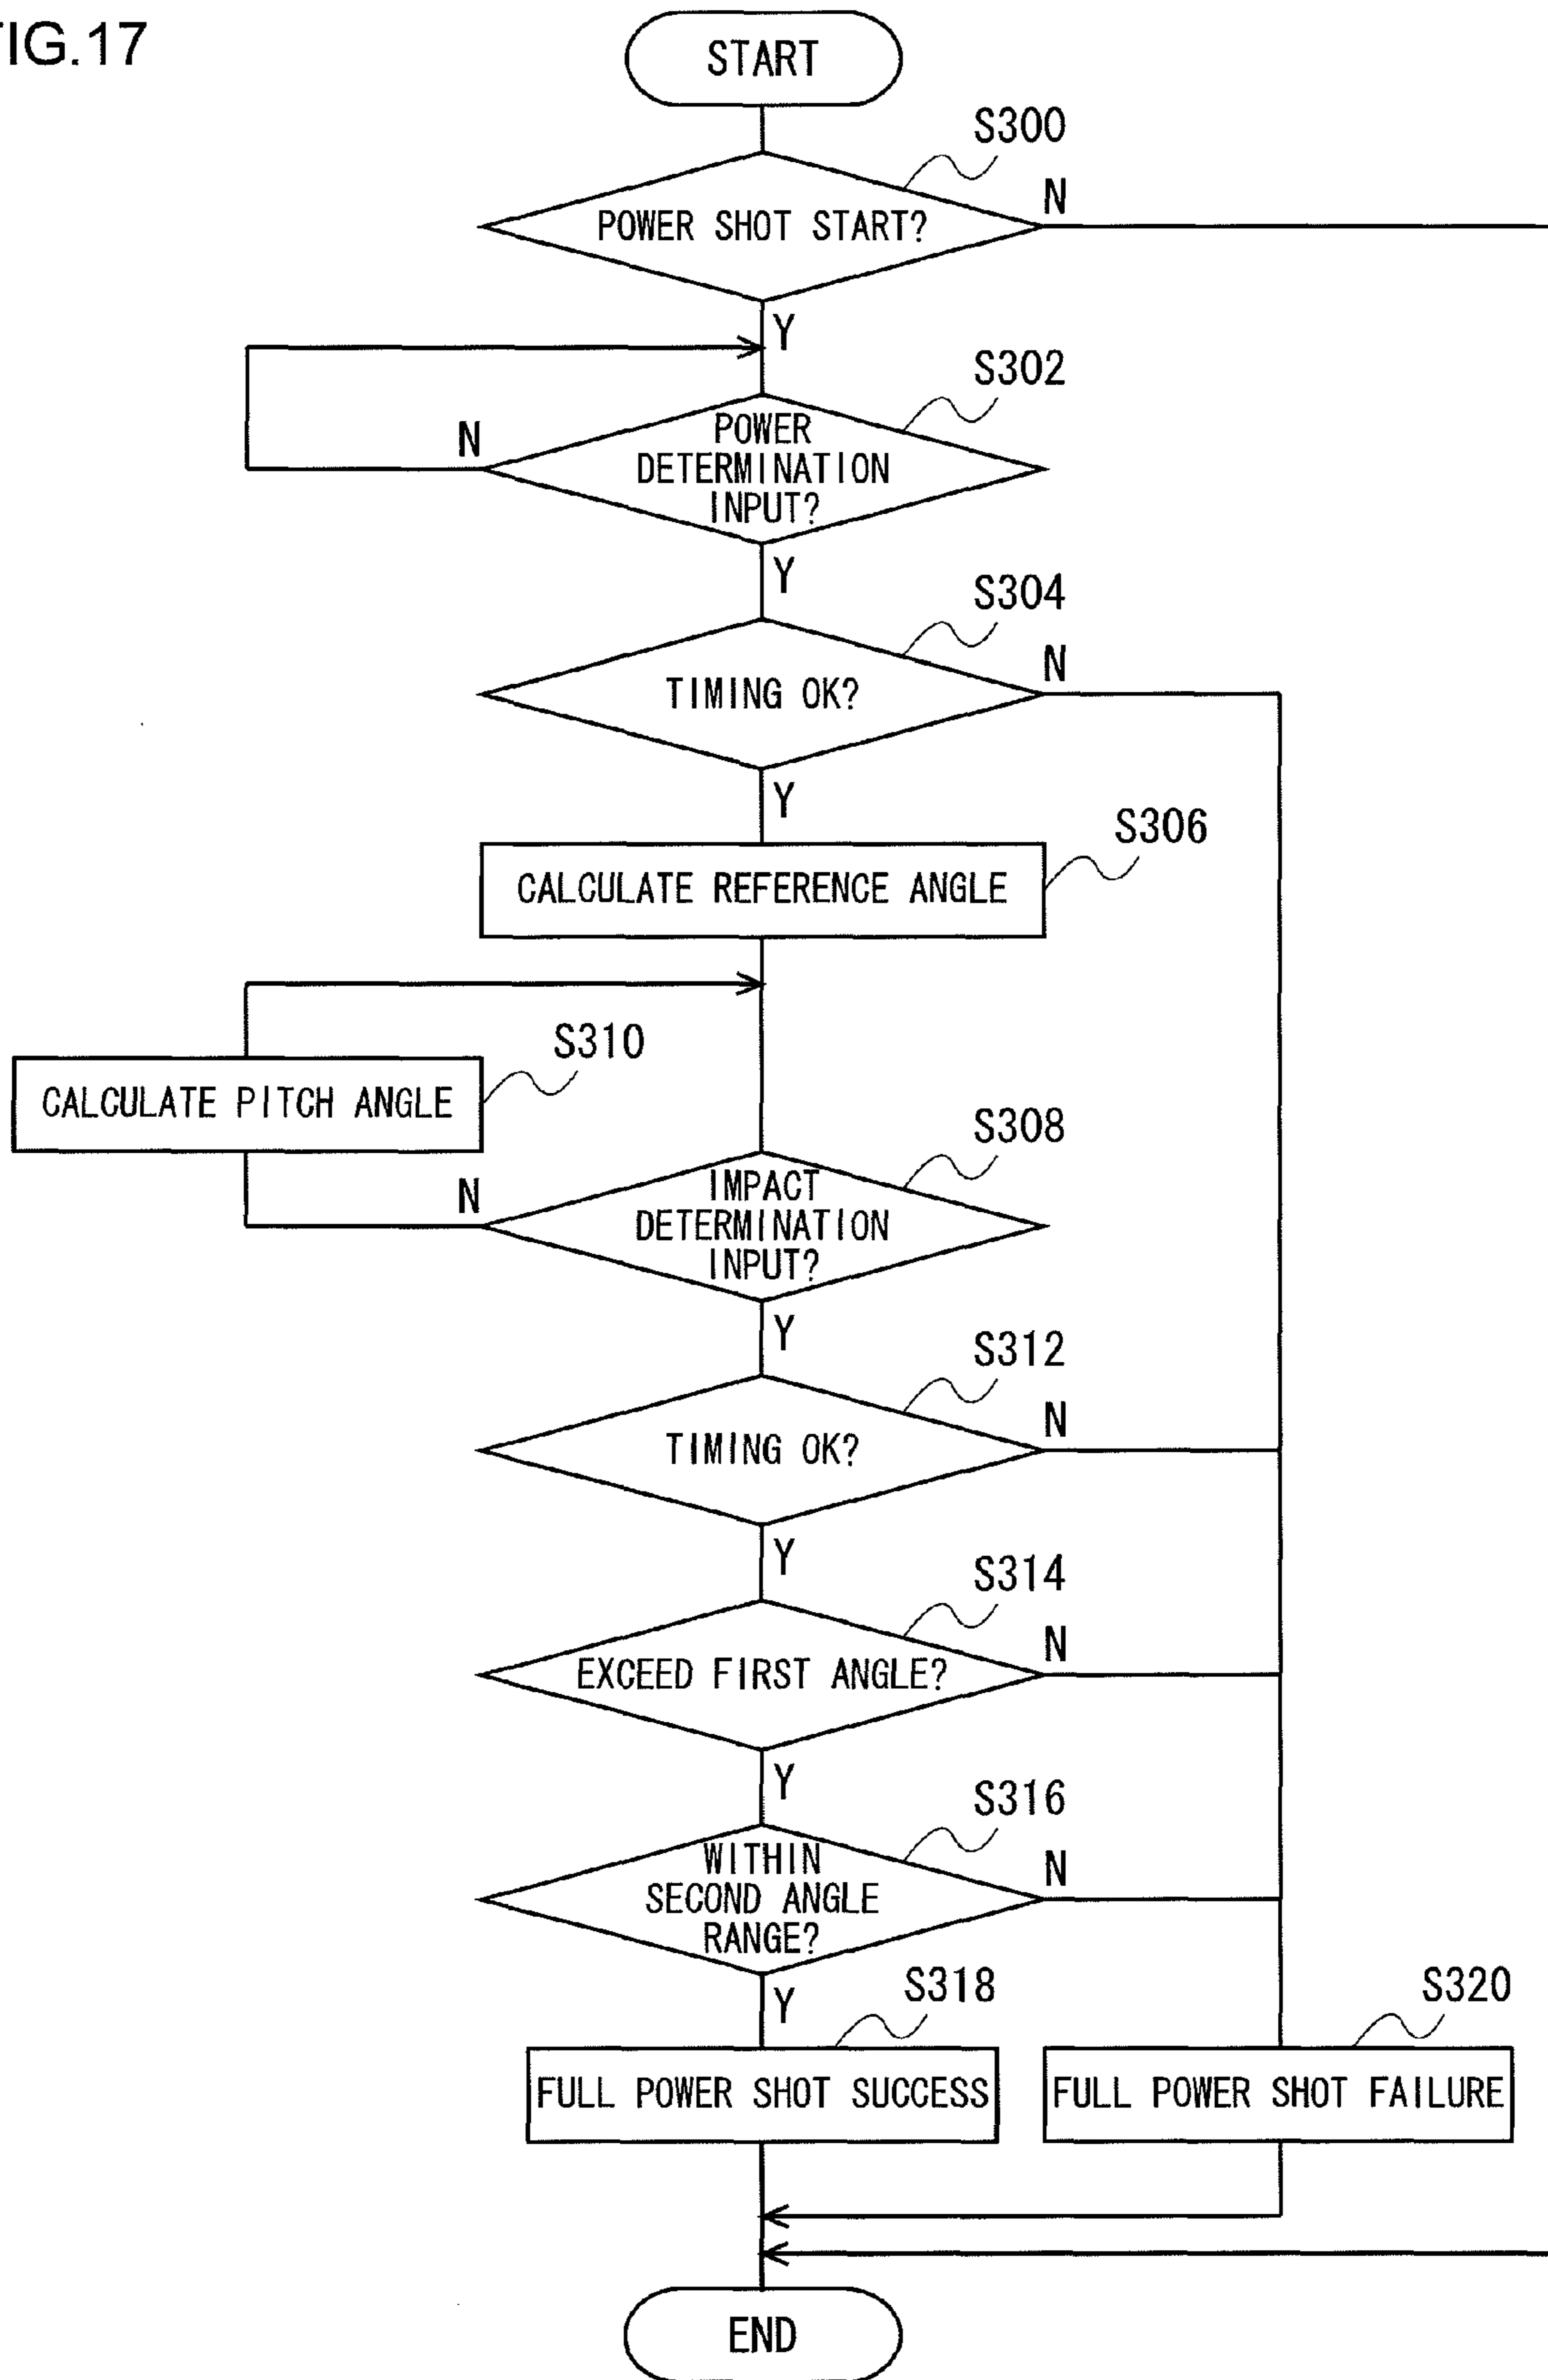 FIG.17
START
S300
POWER SHOT START?
N
Y
S302
POWER
DETERMINATION
INPUT?
N
Y
S304
TIMING OK?
N
Y
S306
CALCULATE REFERENCE ANGLE
S310
CALCULATE PITCH ANGLE
S308
IMPACT
DETERMINATION
INPUT?
N
Y
S312
TIMING OK?
N
Y
S314
EXCEED FIRST ANGLE?
N
Y
S316
WITHIN
SECOND ANGLE
RANGE?
N
Y
S318
FULL POWER SHOT SUCCESS
S320
FULL POWER SHOT FAILURE
END